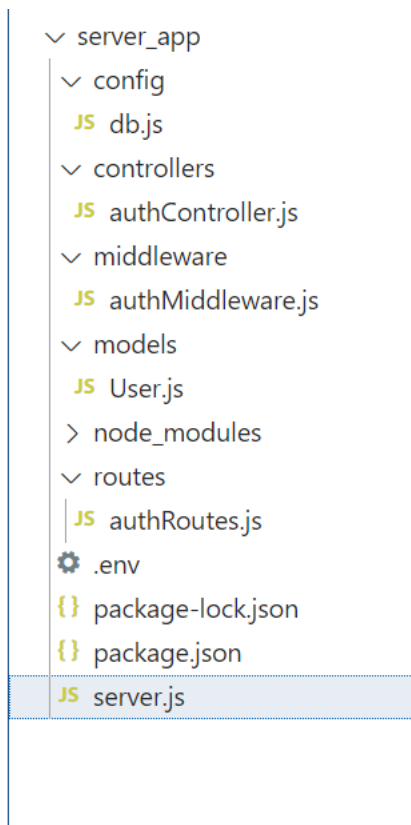 server_app
config
JS db.js
controllers
JS authController.js
middleware
JS authMiddleware.js
models
JS User.js
node_modules
routes
JS authRoutes.js
.env
{} package-lock.json
{} package.json
JS server.js